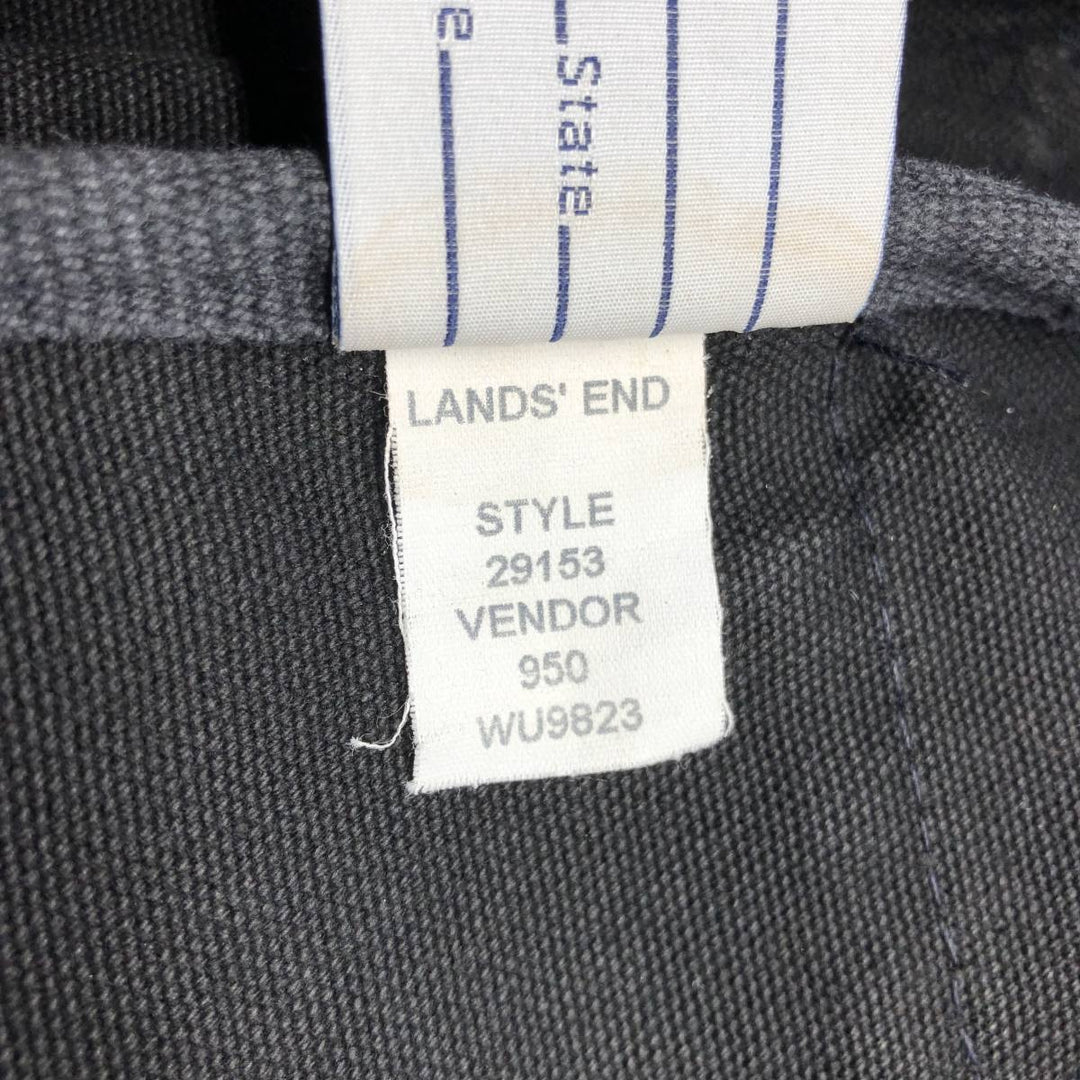 State
LANDS' END
STYLE
29153
VENDOR
950
WU9823